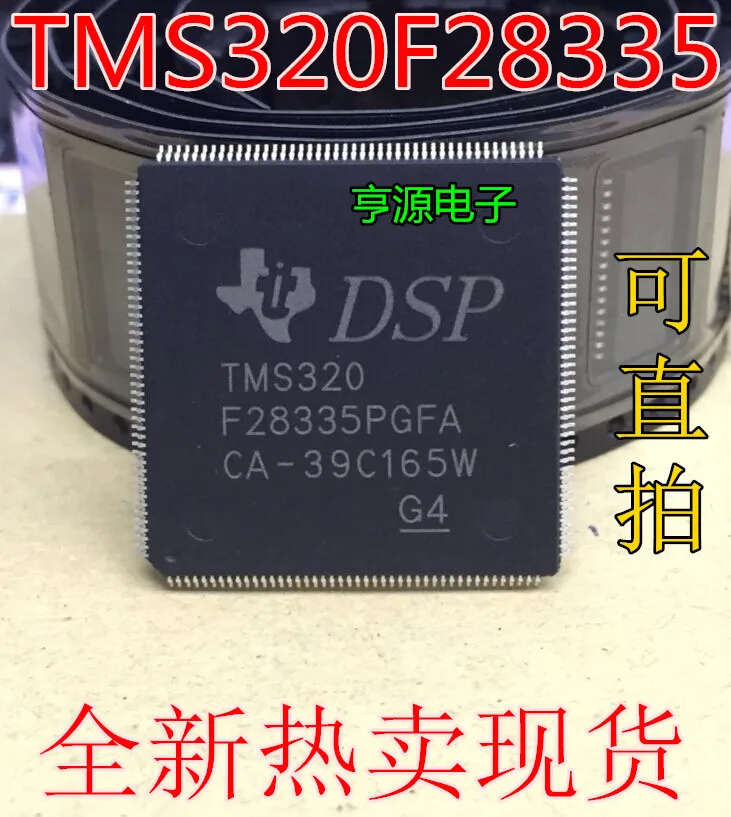 TMS320F28335
亨源电子
可直拍
ti DSP
TMS320
F28335PGFA
CA-39C165W
G4
全新热卖现货